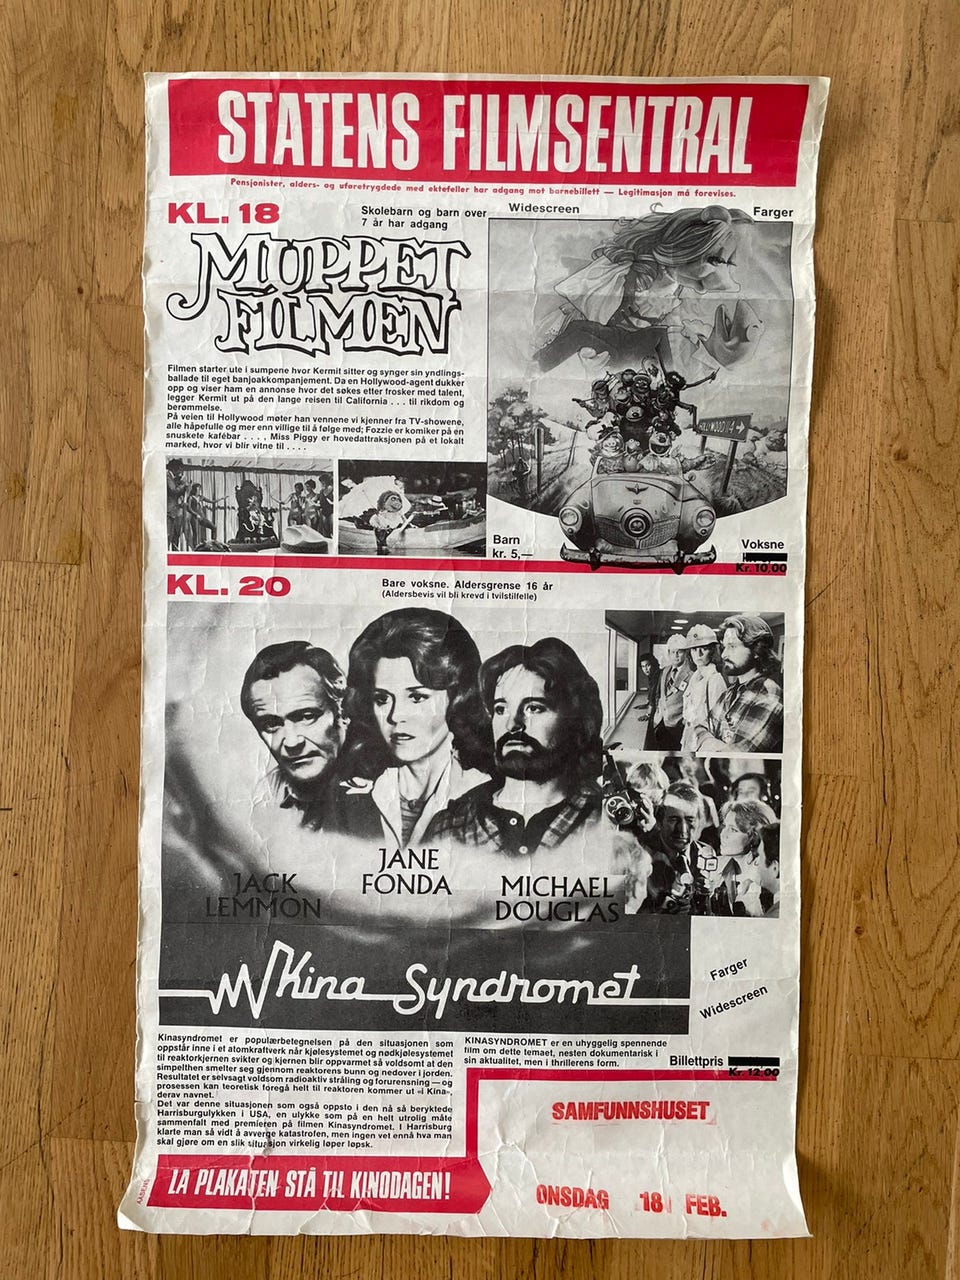 STATENS FILMSENTRAL
Pensjonister, alders- og uføretrygdede med ektefeller har adgang mot barnebillett — Legitimasjon må forevises.
KL. 18
Skolebarn og barn over
7 år har adgang
Widescreen
Farger
MUPPET
FILMEN
Filmen starter ute i sumpene hvor Kermit sitter og synger sin yndlings-
ballade til eget banjoakkompanjement. Da en Hollywood-agent dukker
opp og viser ham en annonse hvor det søkes etter frosker med talent,
legger Kermit ut på den lange reisen til California . . . til rikdom og
berømmelse.
På veien til Hollywood møter han vennene vi kjenner fra TV-showene,
alle håpefulle og mer enn villige til å følge med; Fozzie er komiker på en
snuskete kafébar . . . , Miss Piggy er hovedattraksjonen på et lokalt
marked, hvor vi blir vitne til . . . .
HOLLYWOOD
Barn
kr. 5,—
Voksne
Kr. 10,00
KL. 20
Bare voksne. Aldersgrense 16 år
(Aldersbevis vil bli krevd i tvilstilfelle)
JACK
LEMMON
JANE
FONDA
MICHAEL
DOUGLAS
Kina Syndromet
Farger
Widescreen
Kinasyndromet er populærbetegnelsen på den situasjonen som
oppstår inne i et atomkraftverk når kjølesystemet og nødkjølesystemet
til reaktorkjernen svikter og kjernen blir oppvarmet så voldsomt at den
simpelthen smelter seg gjennom reaktorens bunn og nedover i jorden.
Resultatet er selvsagt voldsom radioaktiv stråling og forurensning — og
prosessen kan teoretisk foregå helt til reaktoren kommer ut «i Kina»,
derav navnet.
Det var denne situasjonen som også oppsto i den nå så beryktede
Harrisburgulykken i USA, en ulykke som på en helt utrolig måte
sammenfalt med premieren på filmen Kinasyndromet. I Harrisburg
klarte man så vidt å avverge katastrofen, men ingen vet ennå hva man
skal gjøre om en slik situasjon virkelig løper løpsk.
KINASYNDROMET er en uhyggelig spennende
film om dette temaet, nesten dokumentarisk i
sin aktualitet, men i thrillerens form.
Billettpris
Kr. 12,00
SAMFUNNSHUSET
LA PLAKATEN STÅ TIL KINODAGEN!
ONSDAG 18 FEB.